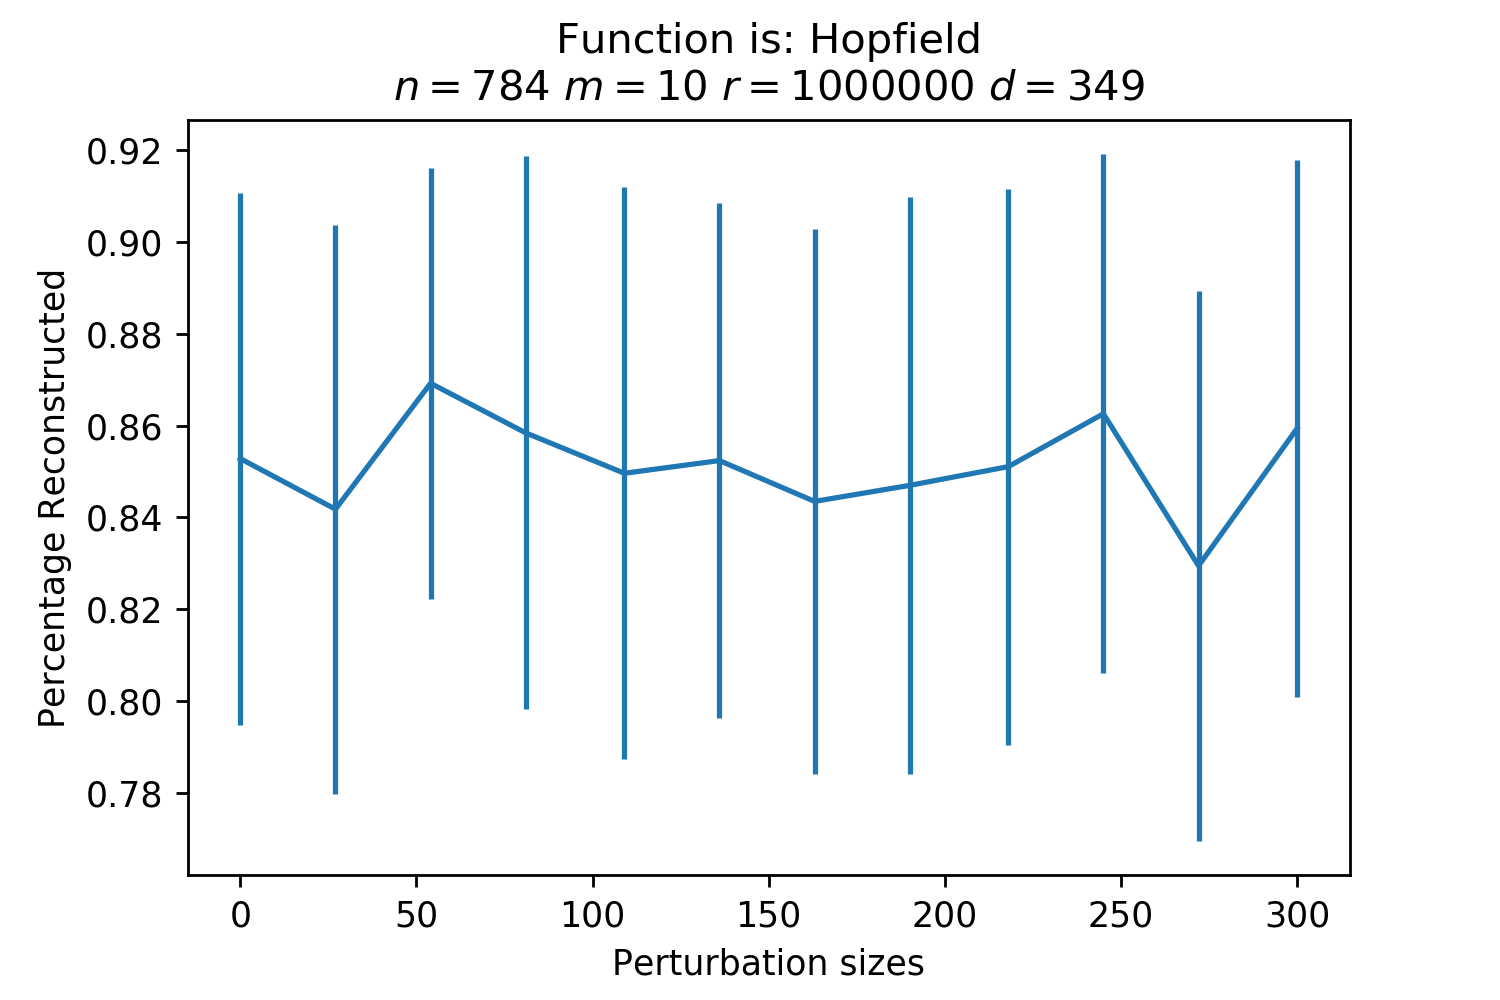 Function is: Hopfield
n = 784 m = 10 r = 1000000 d = 349
0.92
0.90
0.88
0.86
0.84
0.82
0.80
0.78
Percentage Reconstructed
0 50 100 150 200 250 300
Perturbation sizes